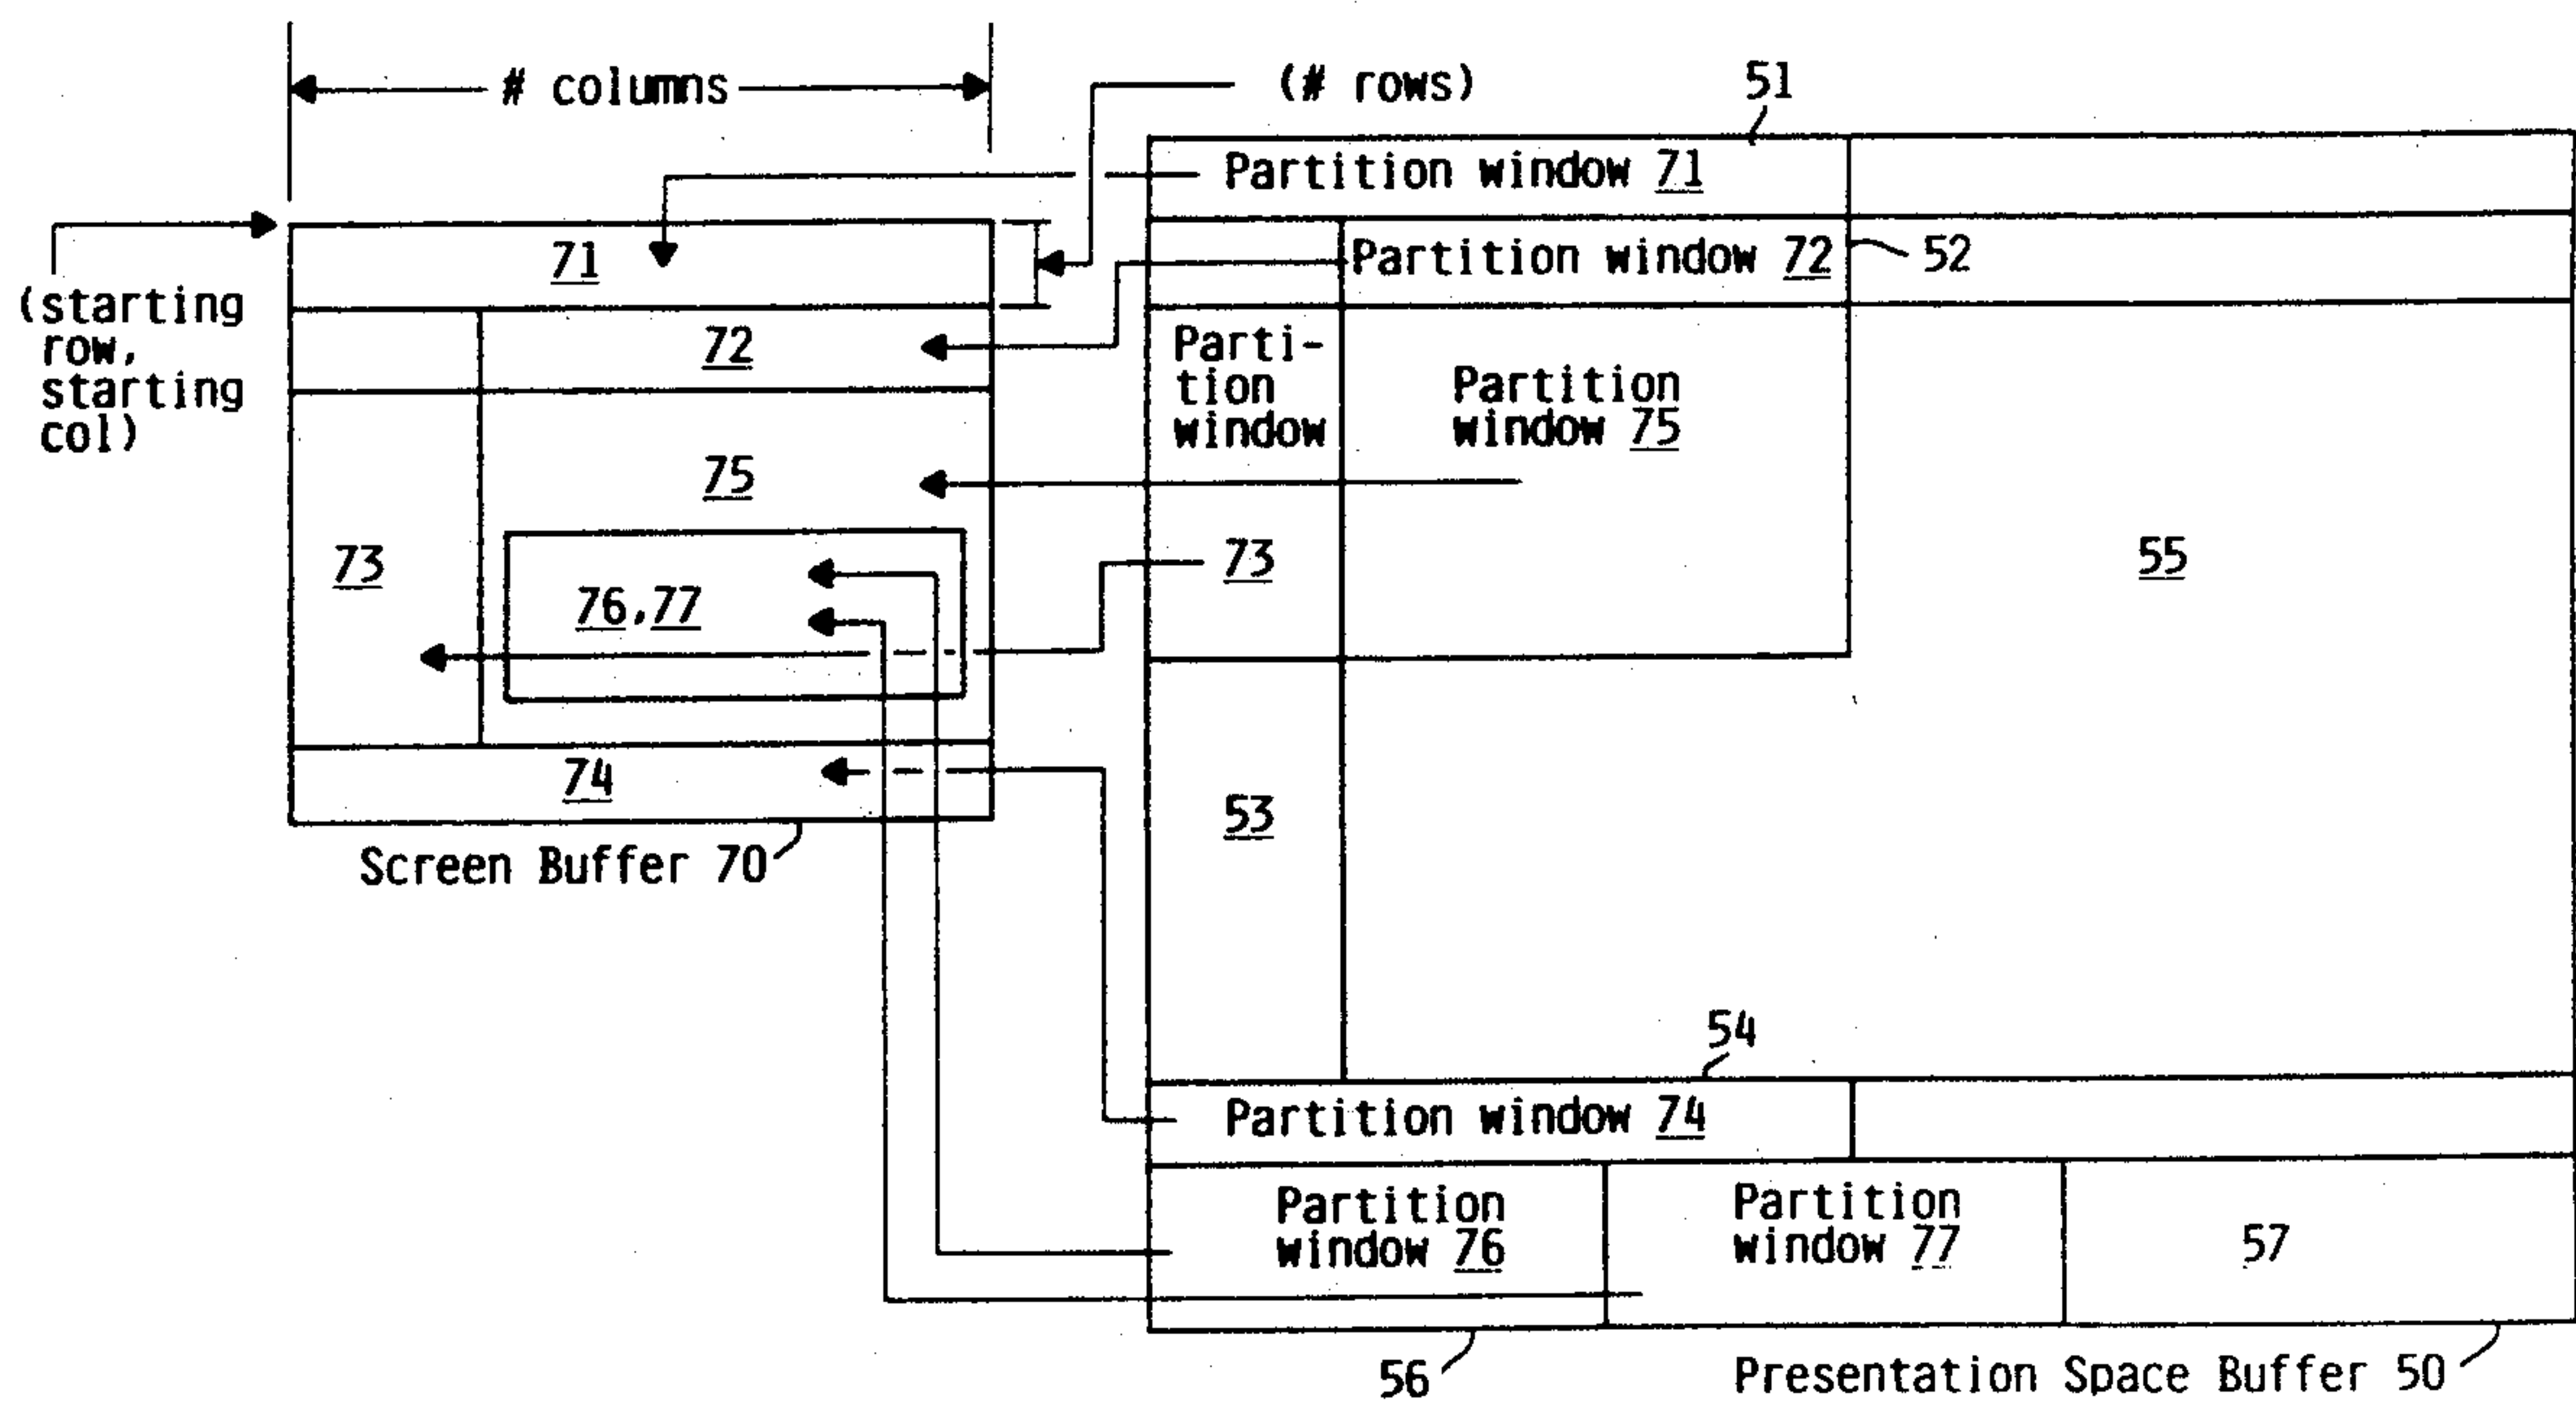 # columns
(# rows)
51
Partition window 71
71
Partition window 72
52
(starting
row,
starting
col)
72
Parti-
tion
window
73
Partition
window 75
75
55
73
76,77
74
53
Screen Buffer 70
54
Partition window 74
Partition
window 76
Partition
window 77
57
56
Presentation Space Buffer 50